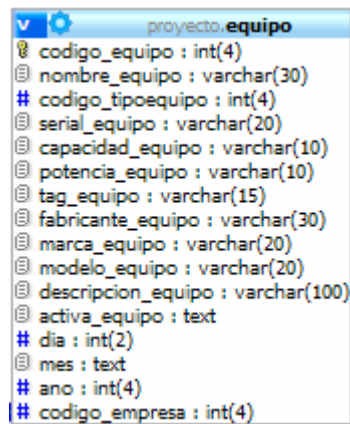 v proyecto.equipo
codigo_equipo : int(4)
nombre_equipo : varchar(30)
# codigo_tipoequipo : int(4)
serial_equipo : varchar(20)
capacidad_equipo : varchar(10)
potencia_equipo : varchar(10)
tag_equipo : varchar(15)
fabricante_equipo : varchar(30)
marca_equipo : varchar(20)
modelo_equipo : varchar(20)
descripcion_equipo : varchar(100)
activa_equipo : text
# dia : int(2)
mes : text
# ano : int(4)
# codigo_empresa : int(4)